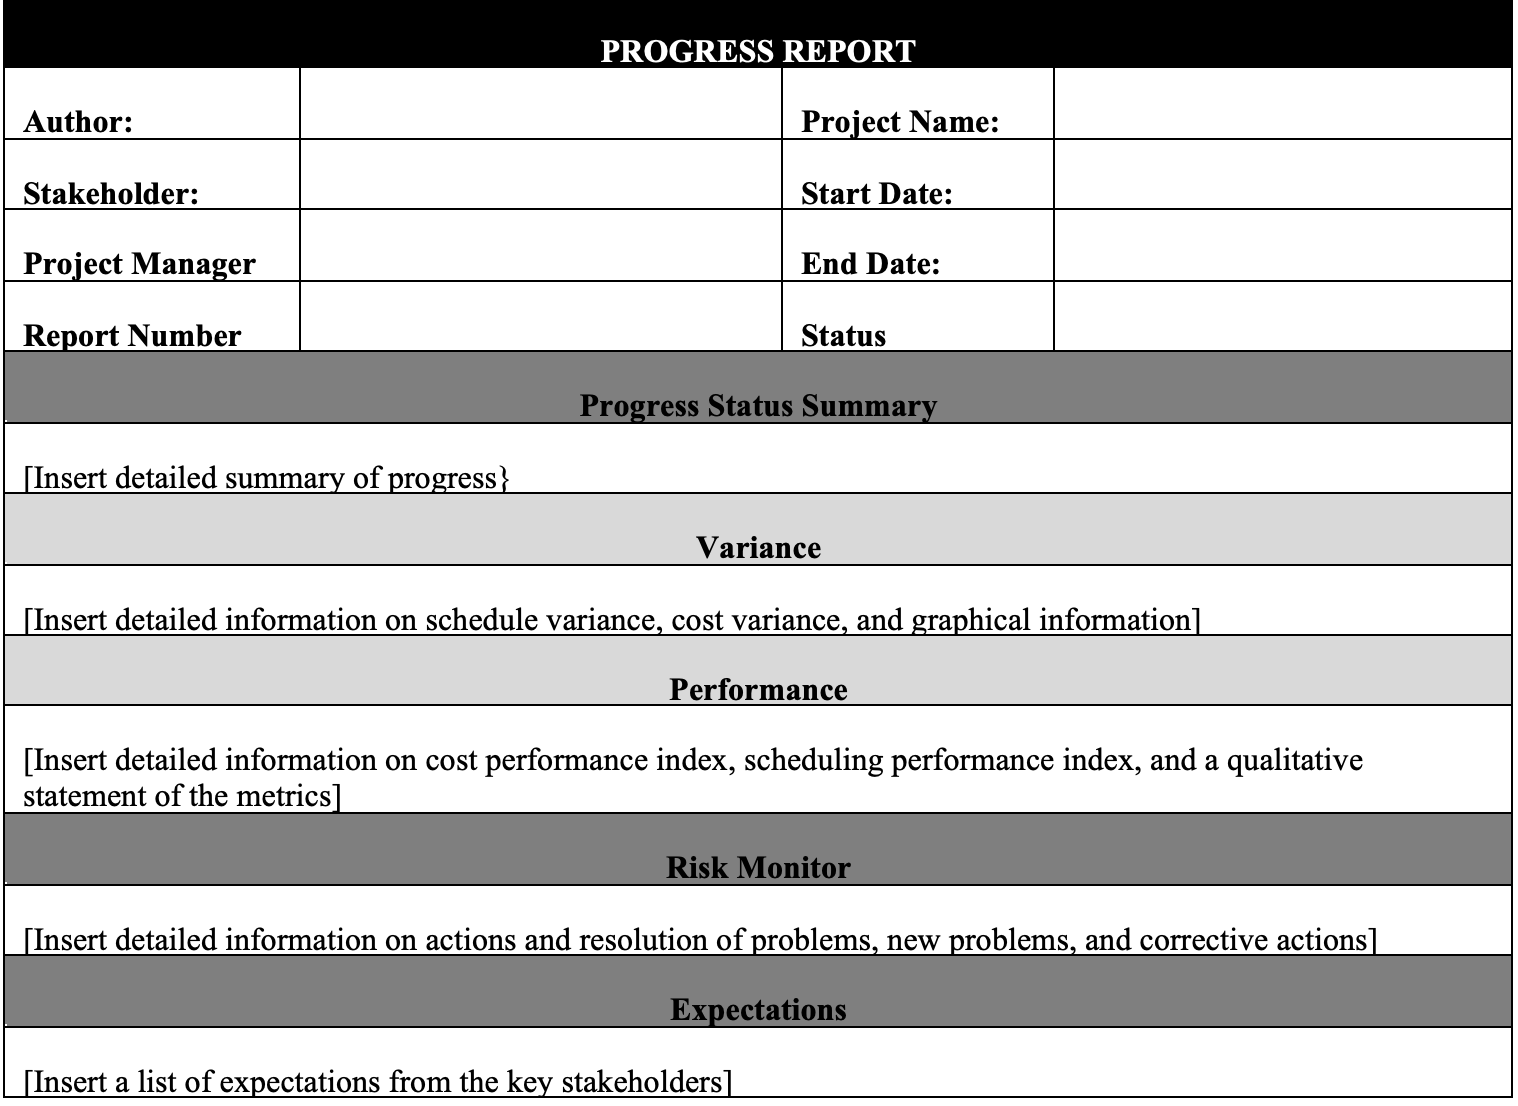 PROGRESS REPORT
Author: Project Name:
Stakeholder: Start Date:
Project Manager End Date:
Report Number Status
Progress Status Summary
[Insert detailed summary of progress}
Variance
[Insert detailed information on schedule variance, cost variance, and graphical information]
Performance
[Insert detailed information on cost performance index, scheduling performance index, and a qualitative
statement of the metrics]
Risk Monitor
[Insert detailed information on actions and resolution of problems, new problems, and corrective actions]
Expectations
[Insert a list of expectations from the key stakeholders]